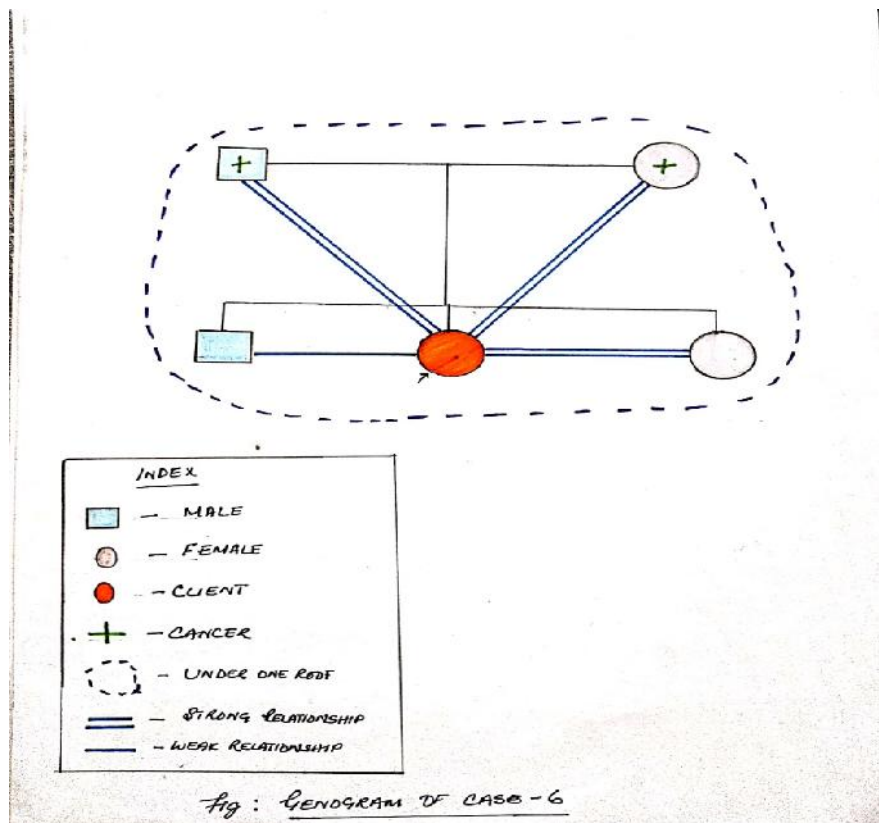 INDEX
- MALE
- FEMALE
- CLIENT
- CANCER
- UNDER ONE ROOF
- STRONG RELATIONSHIP
- WEAK RELATIONSHIP
Fig : GENOGRAM OF CASE-6